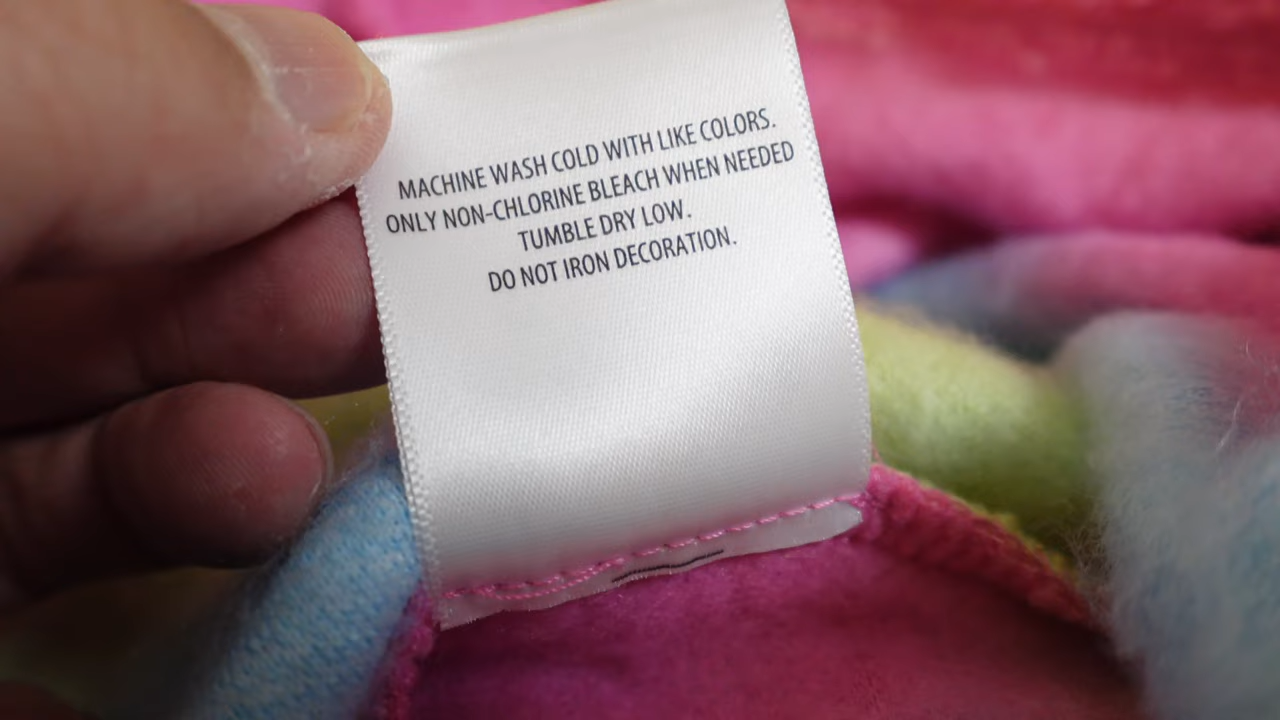 MACHINE WASH COLD WITH LIKE COLORS.
ONLY NON-CHLORINE BLEACH WHEN NEEDED
TUMBLE DRY LOW.
DO NOT IRON DECORATION.